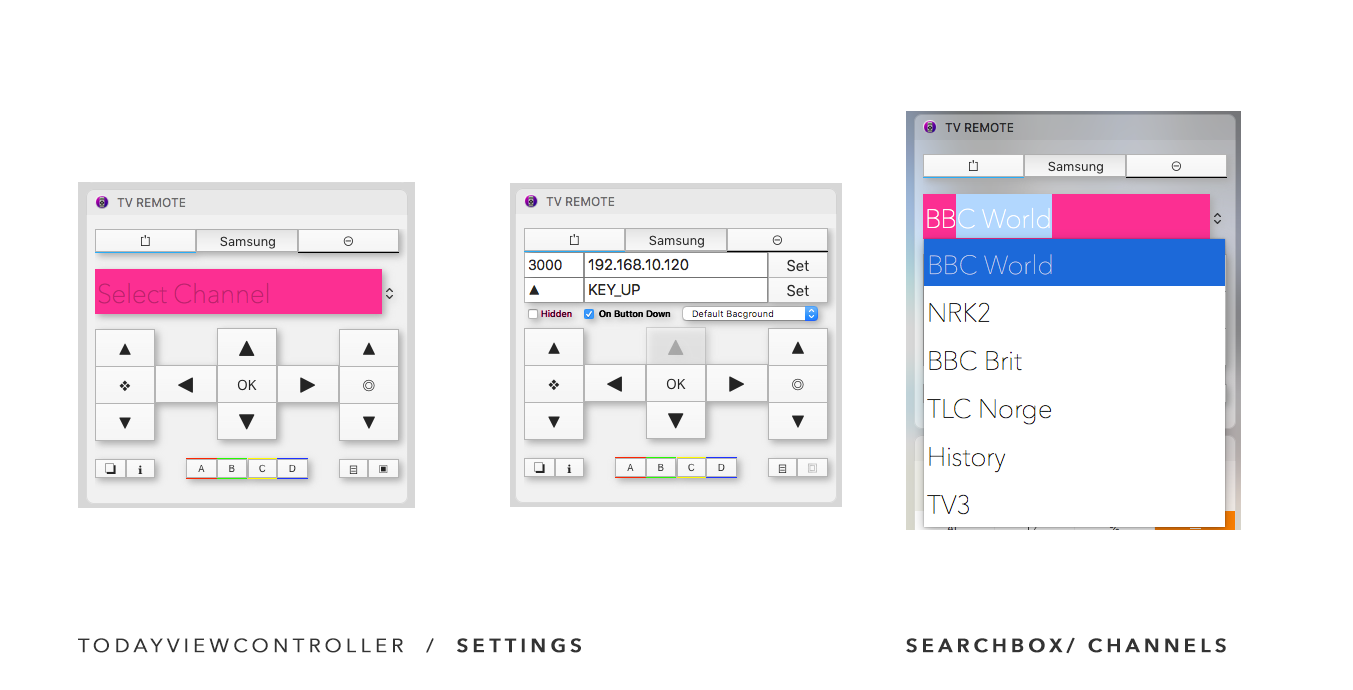 TV REMOTE
Samsung
Select Channel
▲ ▲ ▲
❖ ◀ OK ▶ ◎
▼ ▼ ▼
i A B C D
TV REMOTE
Samsung
3000 192.168.10.120 Set
▲ KEY_UP Set
Hidden On Button Down Default Bacground
▲ ▲ ▲
❖ ◀ OK ▶ ◎
▼ ▼ ▼
i A B C D
TV REMOTE
Samsung
BBC World
BBC World
NRK2
BBC Brit
TLC Norge
History
TV3
TODAYVIEWCONTROLLER / SETTINGS
SEARCHBOX/ CHANNELS